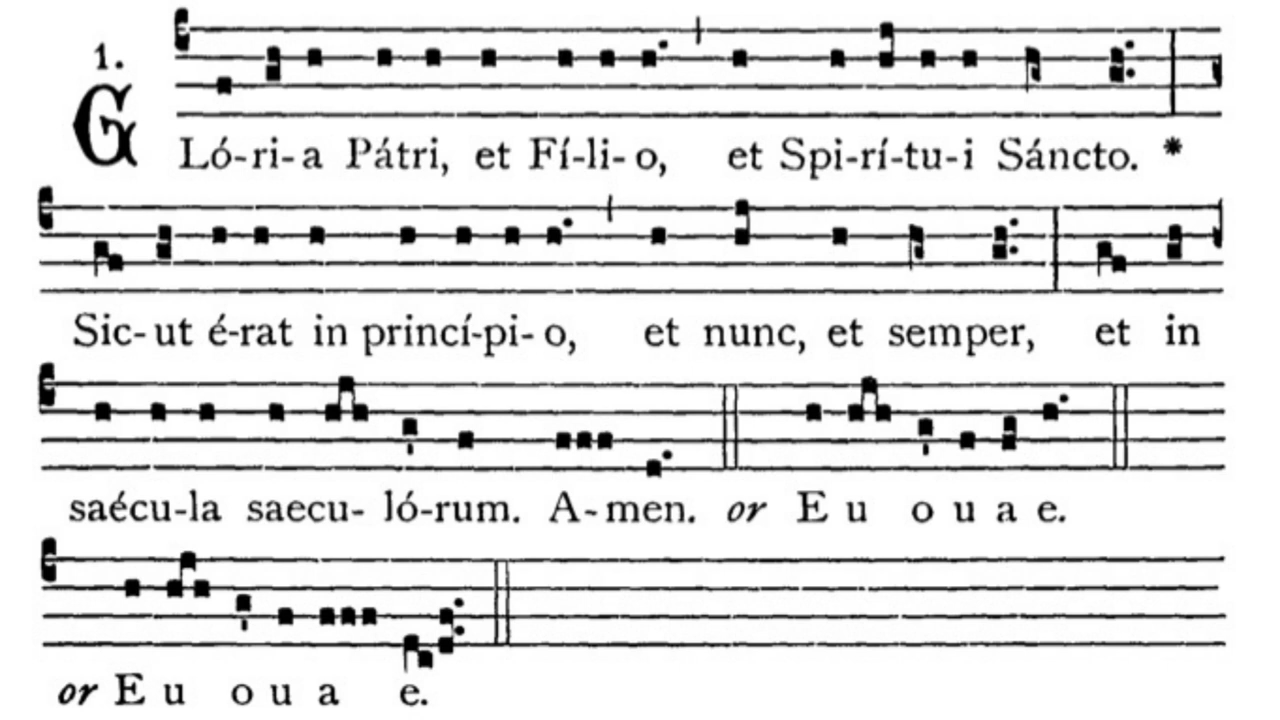 1.
GLó-ri-a Pátri, et Fí-li-o, et Spi-rí-tu-i Sáncto. *
Sic-ut é-rat in princí-pi-o, et nunc, et semper, et in
saécu-la saecu-ló-rum. A-men. or E u o u a e.
or E u o u a e.